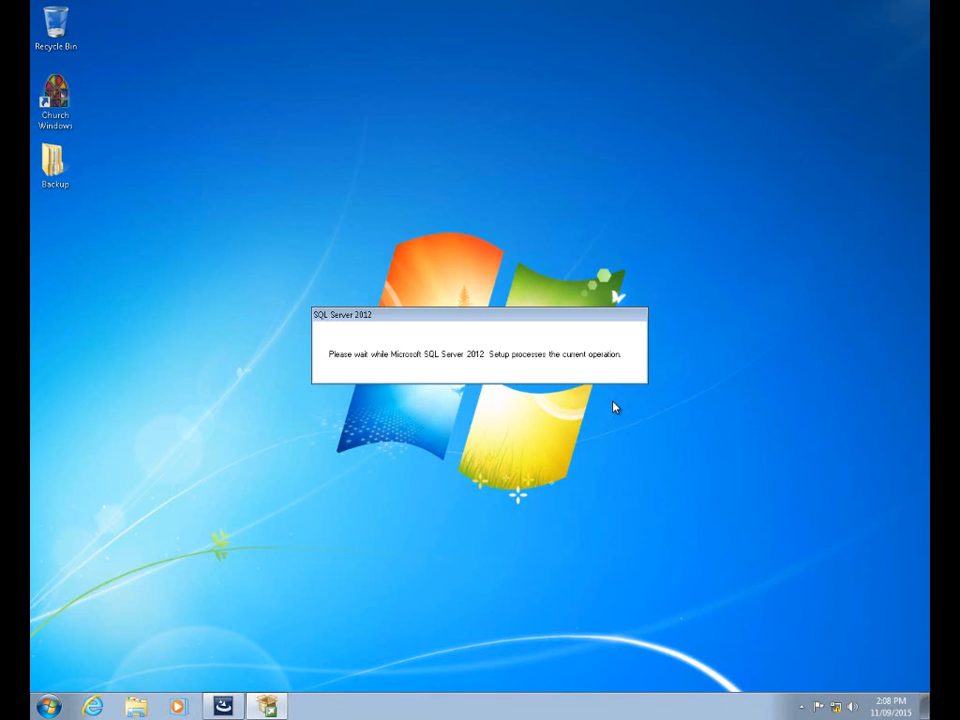 Recycle Bin
Church
Windows
Backup
SQL Server 2012
Please wait while Microsoft SQL Server 2012 Setup processes the current operation.
2:08 PM
11/09/2015